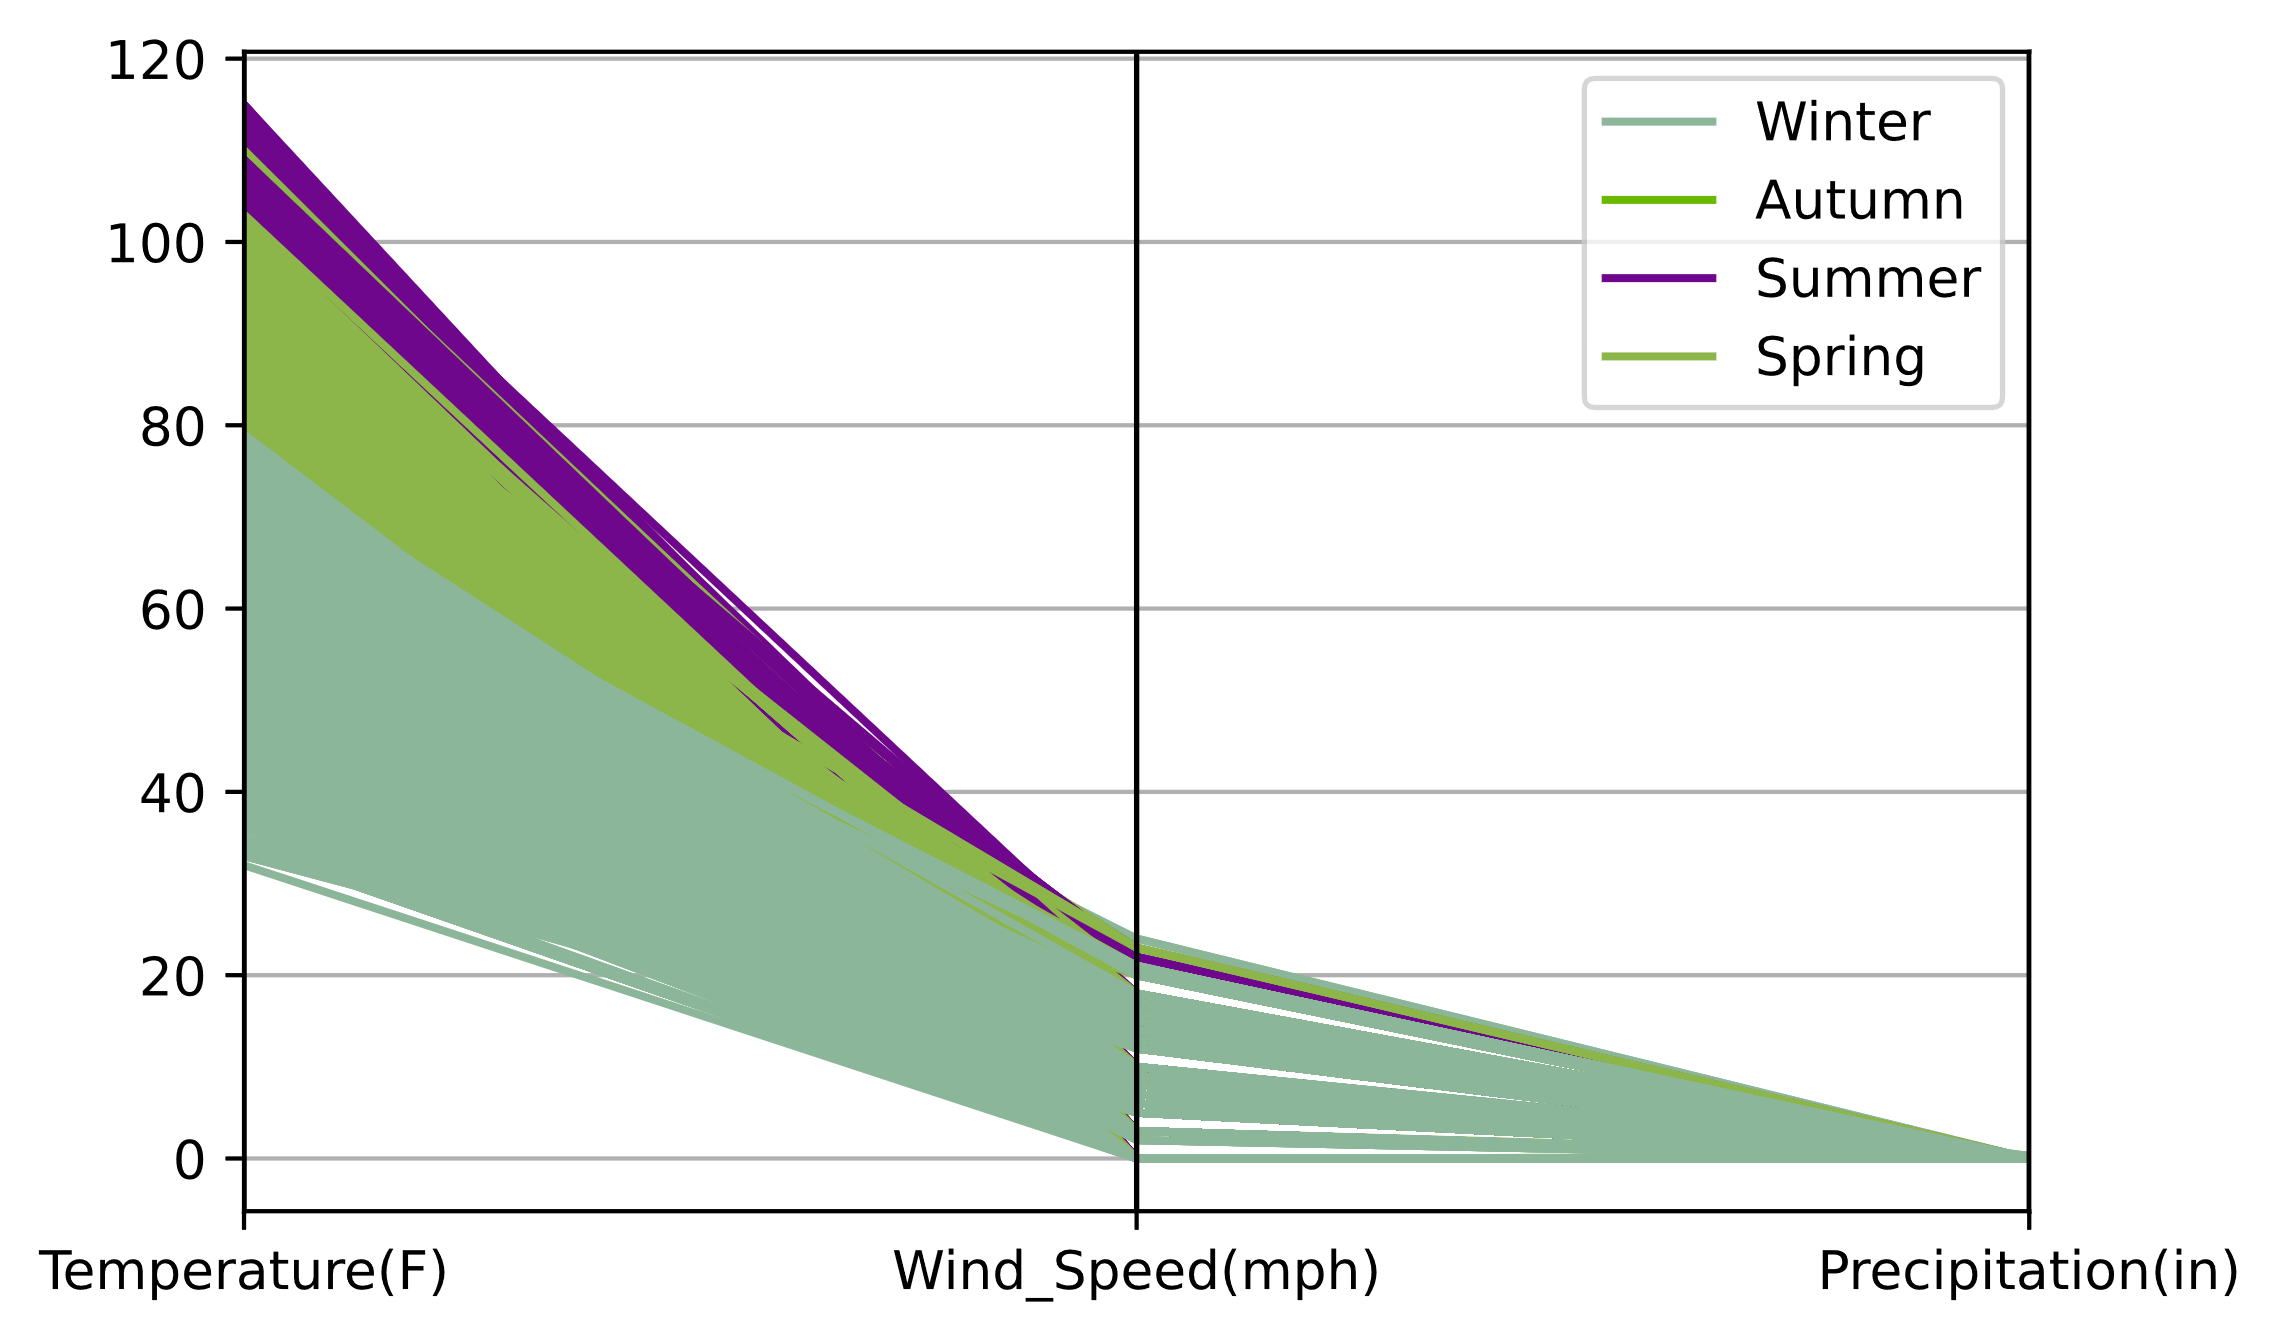 120
100
80
60
40
20
0
Winter
Autumn
Summer
Spring
Temperature(F)
Wind_Speed(mph)
Precipitation(in)